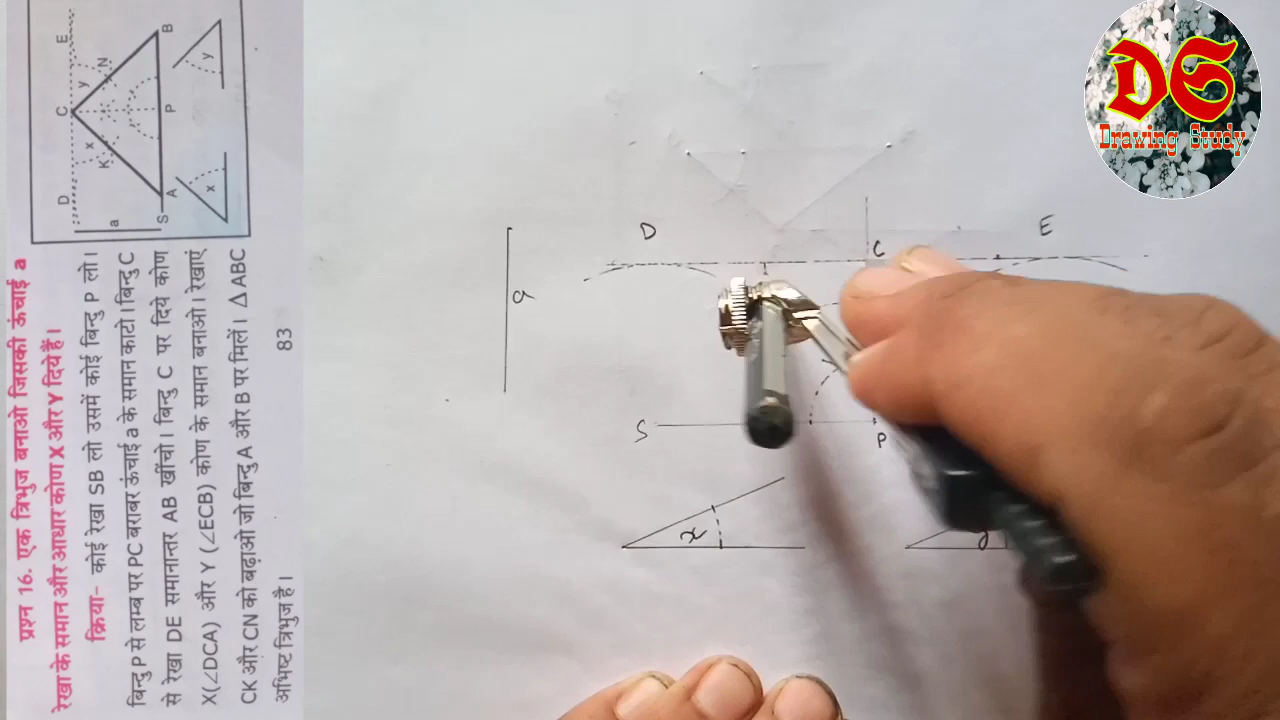 प्रश्न 16. एक त्रिभुज बनाओ जिसकी ऊंचाई a
रेखा के समान और आधार कोण X और Y दिये हैं।
क्रिया- कोई रेखा SB लो उसमें कोई बिन्दु P लो।
बिन्दु P से लम्ब पर PC बराबर ऊंचाई a के समान काटो। बिन्दु C
से रेखा DE समानान्तर AB खींचो। बिन्दु C पर दिये कोण
X(∠DCA) और Y (∠ECB) कोण के समान बनाओ। रेखाएं
CK और CN को बढ़ाओ जो बिन्दु A और B पर मिलें। Δ ABC
अभिष्ट त्रिभुज है।
83
D C E
x y
K N
a
S A P B
x y
DS
Drawing Study
D C E
a
S P
x y